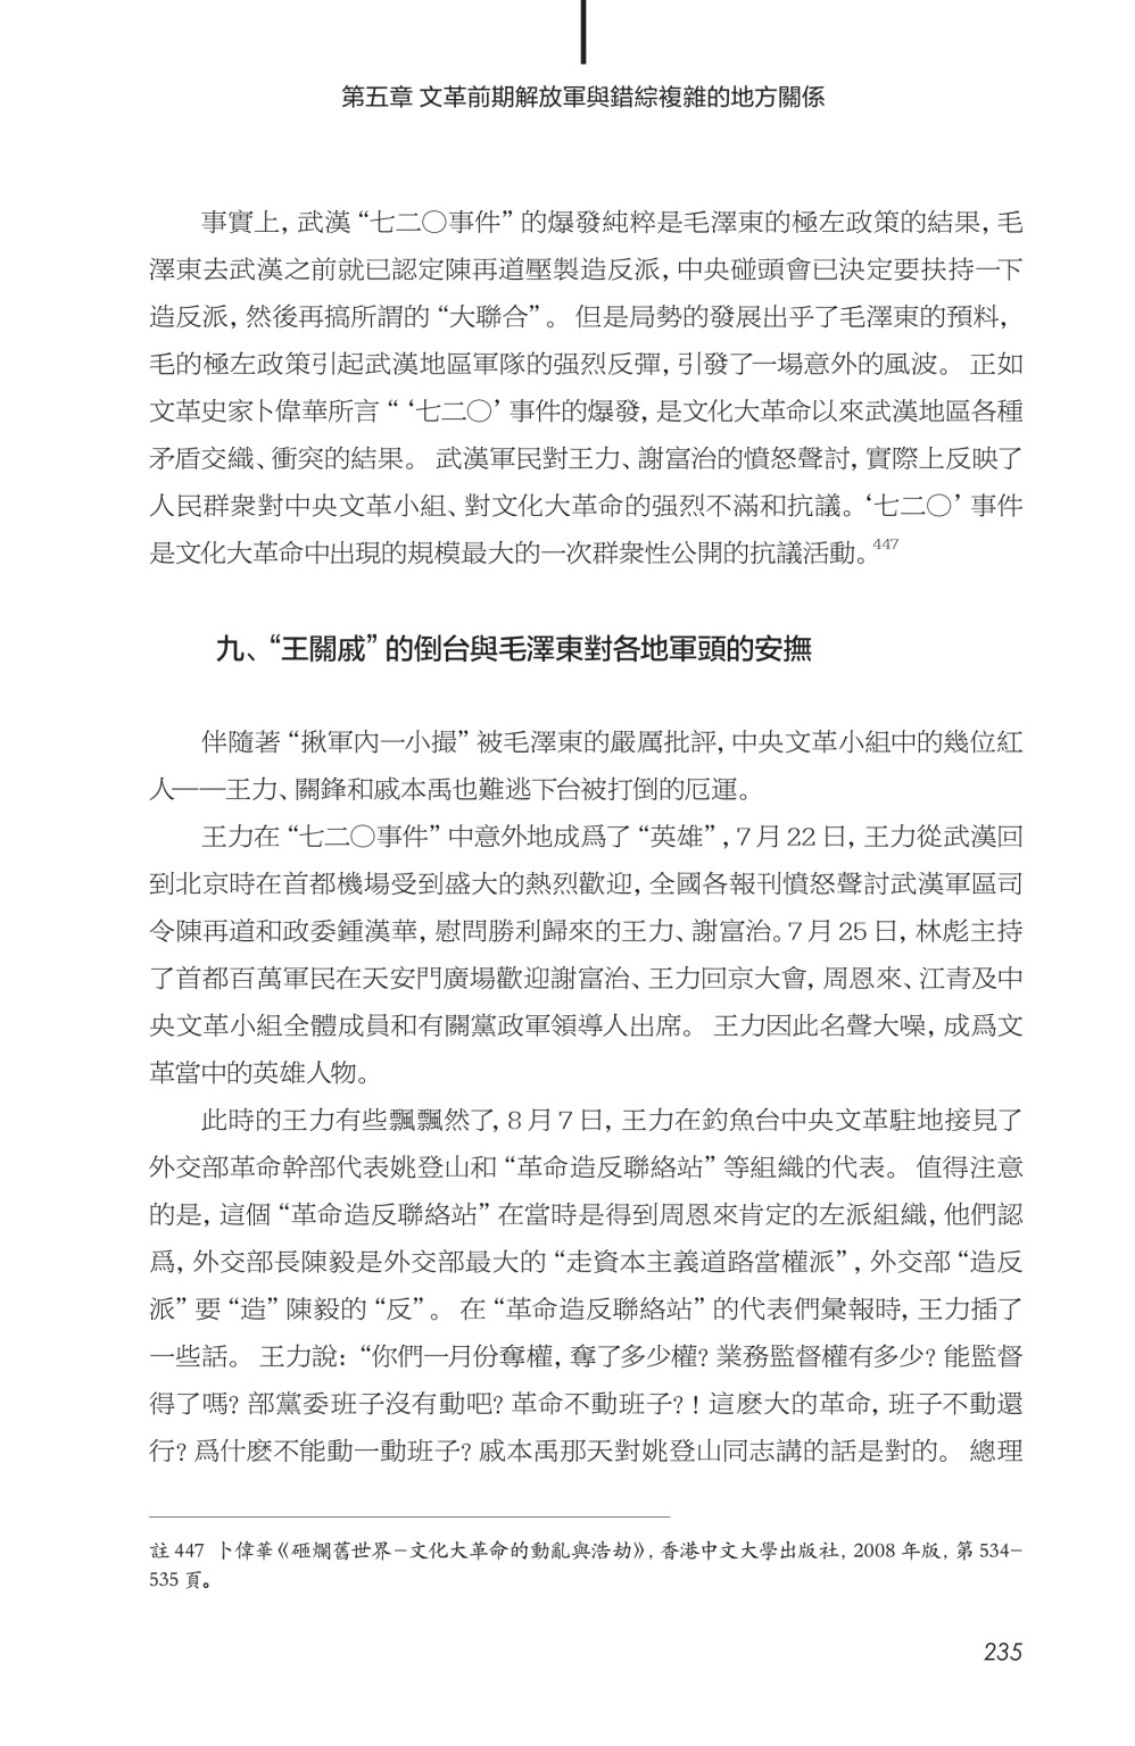 第五章 文革前期解放軍與錯綜複雜的地方關係
事實上，武漢“七二〇事件”的爆發純粹是毛澤東的極左政策的結果，毛
澤東去武漢之前就已認定陳再道壓製造反派，中央碰頭會已決定要扶持一下
造反派，然後再搞所謂的“大聯合”。但是局勢的發展出乎了毛澤東的預料，
毛的極左政策引起武漢地區軍隊的强烈反彈，引發了一場意外的風波。正如
文革史家卜偉華所言“‘七二〇’事件的爆發，是文化大革命以來武漢地區各種
矛盾交織、衝突的結果。武漢軍民對王力、謝富治的憤怒聲討，實際上反映了
人民群衆對中央文革小組、對文化大革命的强烈不滿和抗議。‘七二〇’事件
是文化大革命中出現的規模最大的一次群衆性公開的抗議活動。447
九、“王關戚”的倒台與毛澤東對各地軍頭的安撫
伴隨著“揪軍內一小撮”被毛澤東的嚴厲批評，中央文革小組中的幾位紅
人——王力、關鋒和戚本禹也難逃下台被打倒的厄運。
王力在“七二〇事件”中意外地成爲了“英雄”，7月22日，王力從武漢回
到北京時在首都機場受到盛大的熱烈歡迎，全國各報刊憤怒聲討武漢軍區司
令陳再道和政委鍾漢華，慰問勝利歸來的王力、謝富治。7月25日，林彪主持
了首都百萬軍民在天安門廣場歡迎謝富治、王力回京大會，周恩來、江青及中
央文革小組全體成員和有關黨政軍領導人出席。王力因此名聲大噪，成爲文
革當中的英雄人物。
此時的王力有些飄飄然了，8月7日，王力在釣魚台中央文革駐地接見了
外交部革命幹部代表姚登山和“革命造反聯絡站”等組織的代表。值得注意
的是，這個“革命造反聯絡站”在當時是得到周恩來肯定的左派組織，他們認
爲，外交部長陳毅是外交部最大的“走資本主義道路當權派”，外交部“造反
派”要“造”陳毅的“反”。在“革命造反聯絡站”的代表們彙報時，王力插了
一些話。王力說：“你們一月份奪權，奪了多少權？業務監督權有多少？能監督
得了嗎？部黨委班子沒有動吧？革命不動班子？！這麽大的革命，班子不動還
行？爲什麽不能動一動班子？戚本禹那天對姚登山同志講的話是對的。總理
註 447 卜偉華《砸爛舊世界–文化大革命的動亂與浩劫》，香港中文大學出版社，2008年版，第534–
535頁。
235